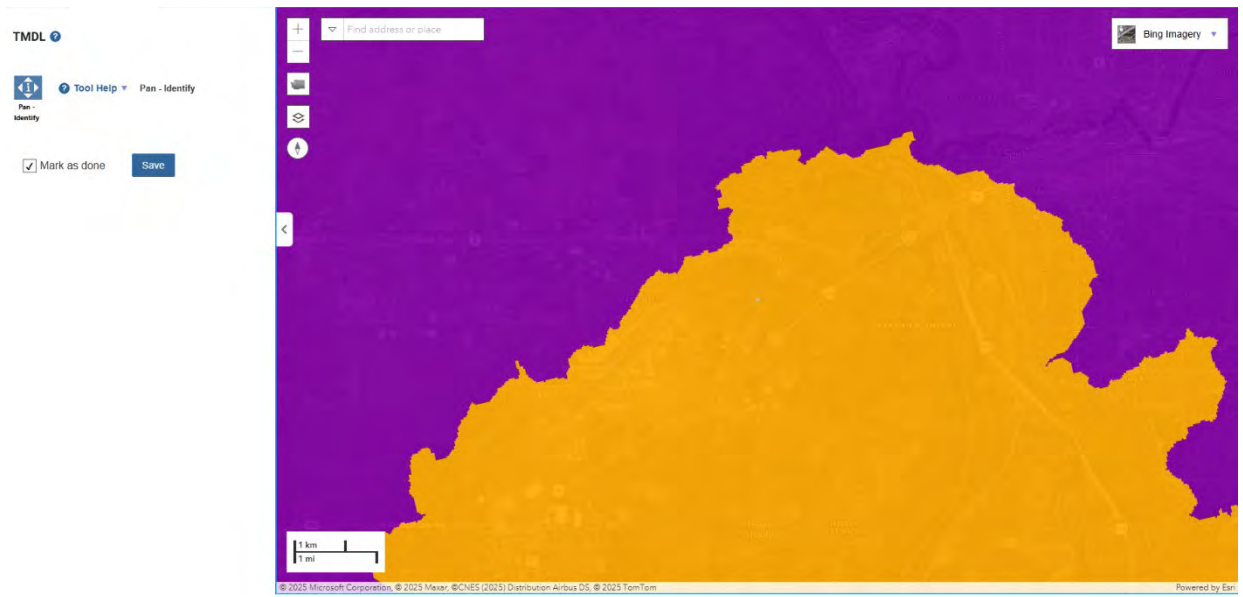 TMDL
Tool Help
Pan - Identify
Pan -
Identify
Mark as done
Save
Find address or place
Bing Imagery
1 km
1 mi
© 2025 Microsoft Corporation, © 2025 Maxar, ©CNES (2025) Distribution Airbus DS, © 2025 TomTom
Powered by Esri